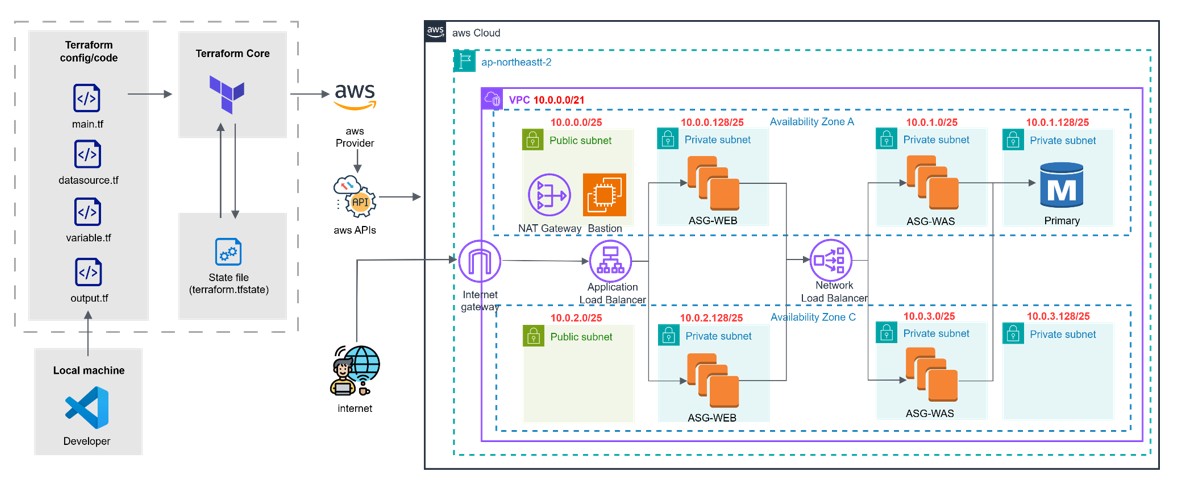 Terraform
config/code
main.tf
datasource.tf
variable.tf
output.tf
Terraform Core
State file
(terraform.tfstate)
Local machine
Developer
aws
aws
Provider
API
aws APIs
internet
aws
aws Cloud
ap-northeastt-2
VPC 10.0.0.0/21
Availability Zone A
10.0.0.0/25
Public subnet
NAT Gateway
Bastion
10.0.0.128/25
Private subnet
ASG-WEB
10.0.1.0/25
Private subnet
ASG-WAS
10.0.1.128/25
Private subnet
M
Primary
Internet
gateway
Application
Load Balancer
Network
Load Balancer
Availability Zone C
10.0.2.0/25
Public subnet
10.0.2.128/25
Private subnet
ASG-WEB
10.0.3.0/25
Private subnet
ASG-WAS
10.0.3.128/25
Private subnet